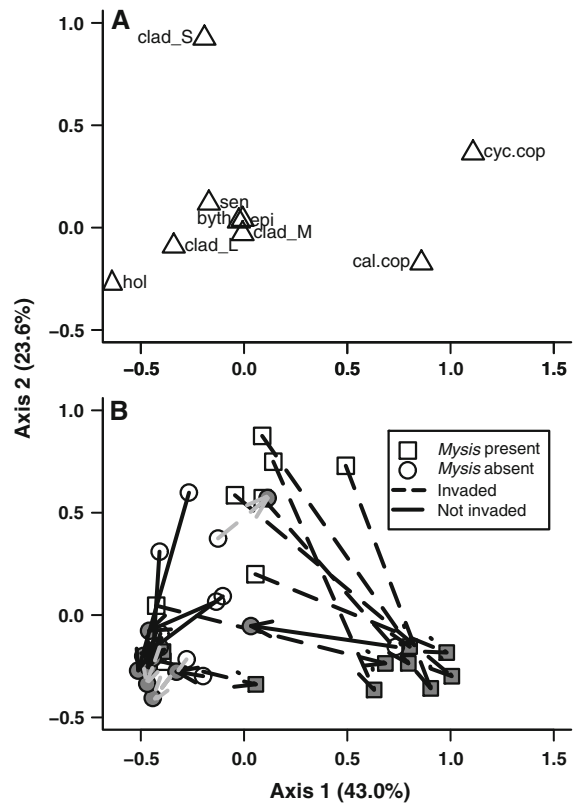 A
1.0
0.5
0.0
−0.5
clad_S
cyc.cop
sen
byth
epi
clad_M
clad_L
cal.cop
hol
−0.5
0.0
0.5
1.0
1.5
Axis 2 (23.6%)
B
1.0
0.5
0.0
−0.5
Mysis present
Mysis absent
Invaded
Not invaded
−0.5
0.0
0.5
1.0
1.5
Axis 1 (43.0%)